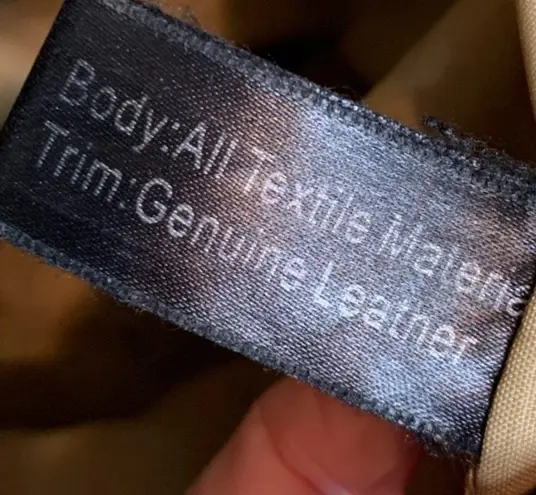 Body:All Textile Materia
Trim:Genuine Leather